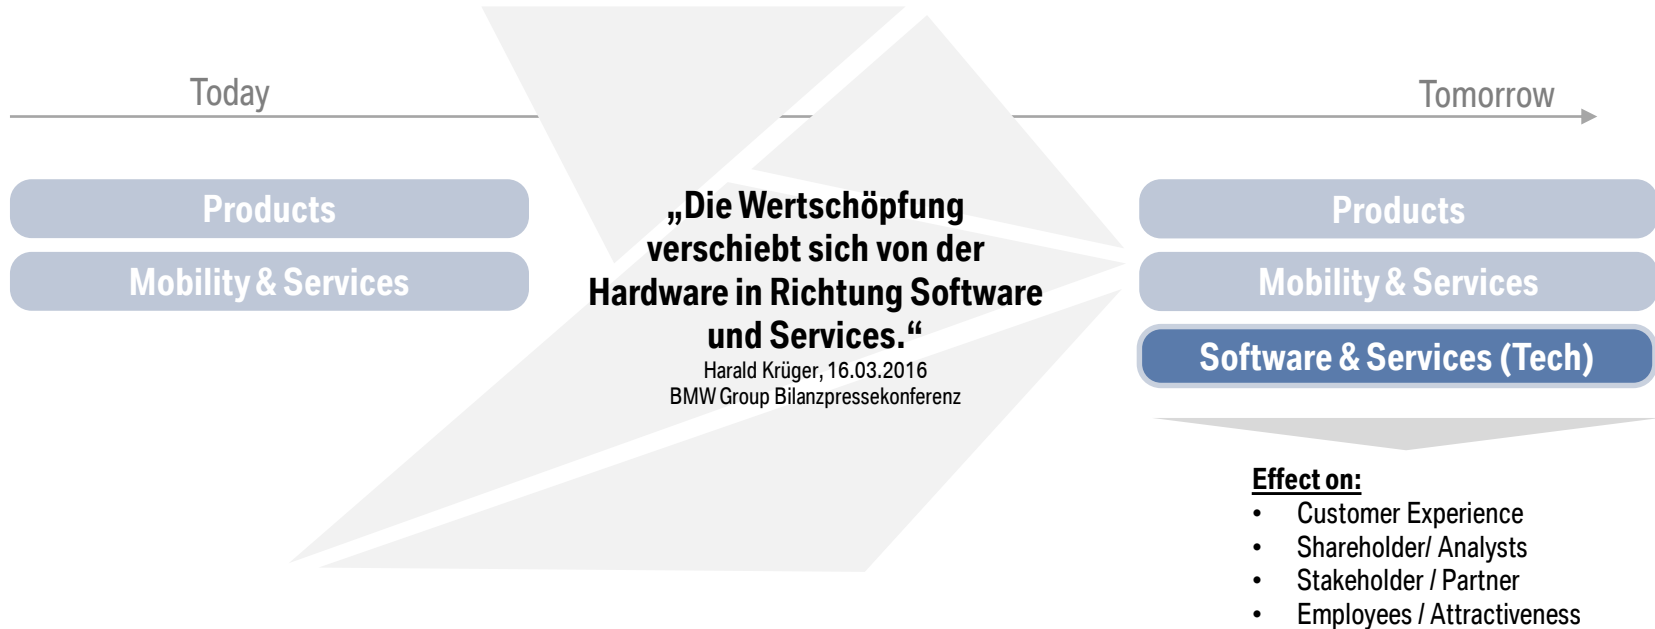 Today
Tomorrow
Products
Mobility & Services
„Die Wertschöpfung
verschiebt sich von der
Hardware in Richtung Software
und Services.“
Harald Krüger, 16.03.2016
BMW Group Bilanzpressekonferenz
Products
Mobility & Services
Software & Services (Tech)
Effect on:
• Customer Experience
• Shareholder/ Analysts
• Stakeholder / Partner
• Employees / Attractiveness